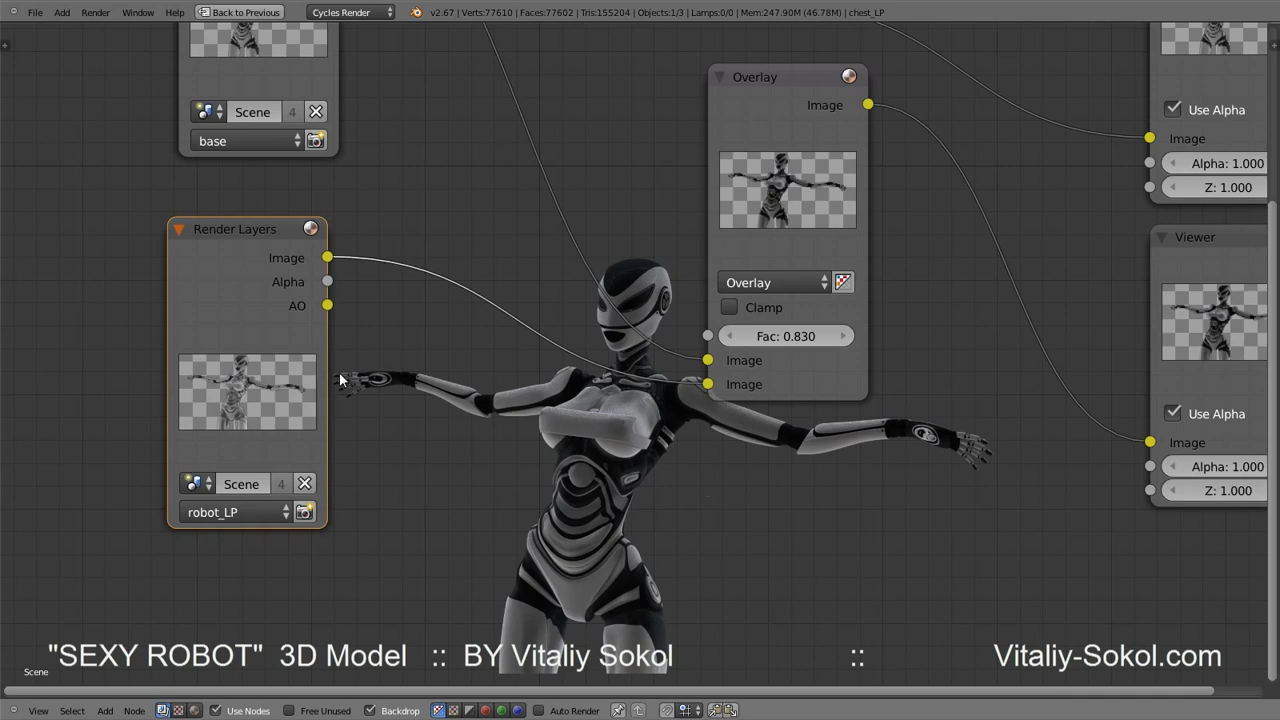 File Add Render Window Help Back to Previous Cycles Render v2.67 | Verts:77610 | Faces:77602 | Tris:155204 | Objects:1/3 | Lamps:0/0 | Mem:247.90M (46.78M) | chest_LP
Overlay
Image
Use Alpha
Scene 4
base
Image
Alpha: 1.000
Z: 1.000
Render Layers
Image
Alpha
AO
Viewer
Overlay
Clamp
Fac: 0.830
Image
Image
Use Alpha
Image
Alpha: 1.000
Z: 1.000
Scene 4
robot_LP
"SEXY ROBOT" 3D Model :: BY Vitaliy Sokol :: Vitaliy-Sokol.com
Scene
View Select Add Node Use Nodes Free Unused Backdrop Auto Render